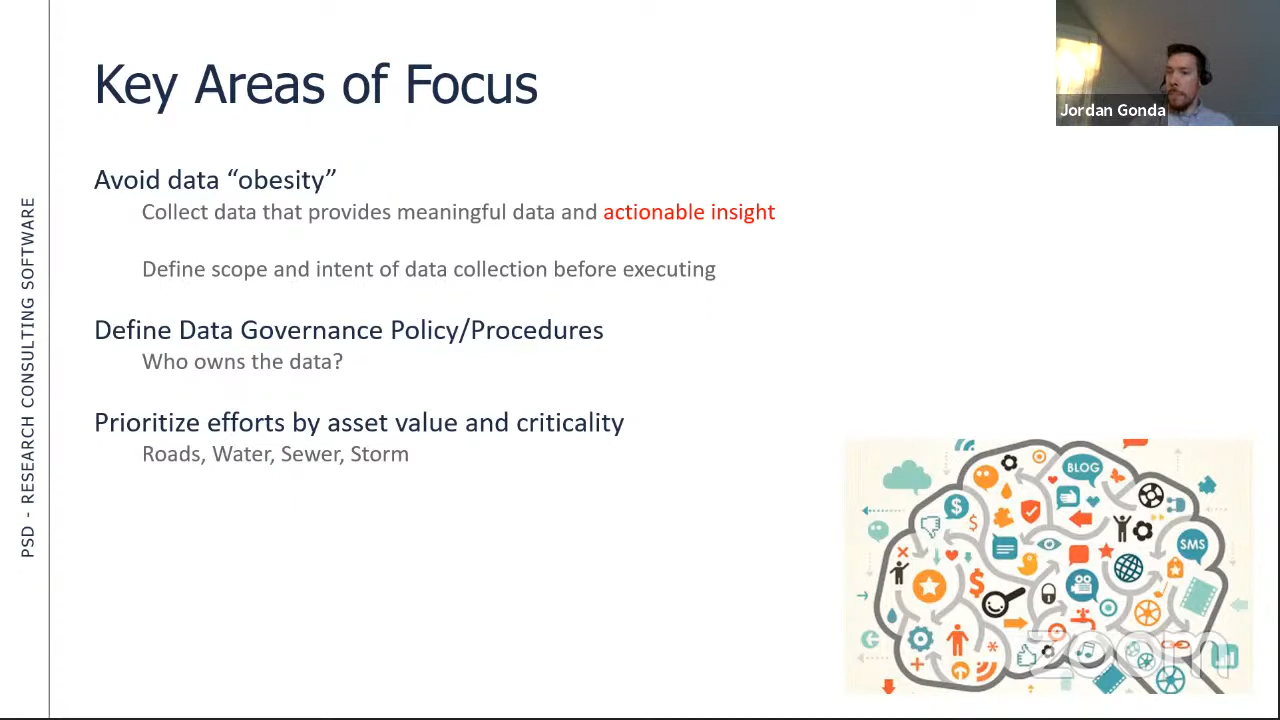 Key Areas of Focus
Jordan Gonda
Avoid data “obesity”
Collect data that provides meaningful data and actionable insight
Define scope and intent of data collection before executing
Define Data Governance Policy/Procedures
Who owns the data?
Prioritize efforts by asset value and criticality
Roads, Water, Sewer, Storm
PSD - RESEARCH CONSULTING SOFTWARE
BLOG
$
$
SMS
$
zoom